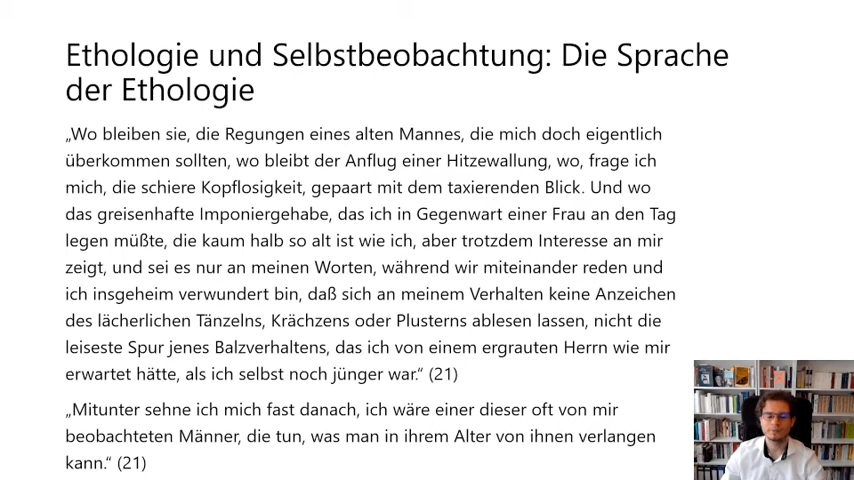 Ethologie und Selbstbeobachtung: Die Sprache
der Ethologie
„Wo bleiben sie, die Regungen eines alten Mannes, die mich doch eigentlich
überkommen sollten, wo bleibt der Anflug einer Hitzewallung, wo, frage ich
mich, die schiere Kopflosigkeit, gepaart mit dem taxierenden Blick. Und wo
das greisenhafte Imponiergehabe, das ich in Gegenwart einer Frau an den Tag
legen müßte, die kaum halb so alt ist wie ich, aber trotzdem Interesse an mir
zeigt, und sei es nur an meinen Worten, während wir miteinander reden und
ich insgeheim verwundert bin, daß sich an meinem Verhalten keine Anzeichen
des lächerlichen Tänzelns, Krächzens oder Plusterns ablesen lassen, nicht die
leiseste Spur jenes Balzverhaltens, das ich von einem ergrauten Herrn wie mir
erwartet hätte, als ich selbst noch jünger war.“ (21)
„Mitunter sehne ich mich fast danach, ich wäre einer dieser oft von mir
beobachteten Männer, die tun, was man in ihrem Alter von ihnen verlangen
kann.“ (21)